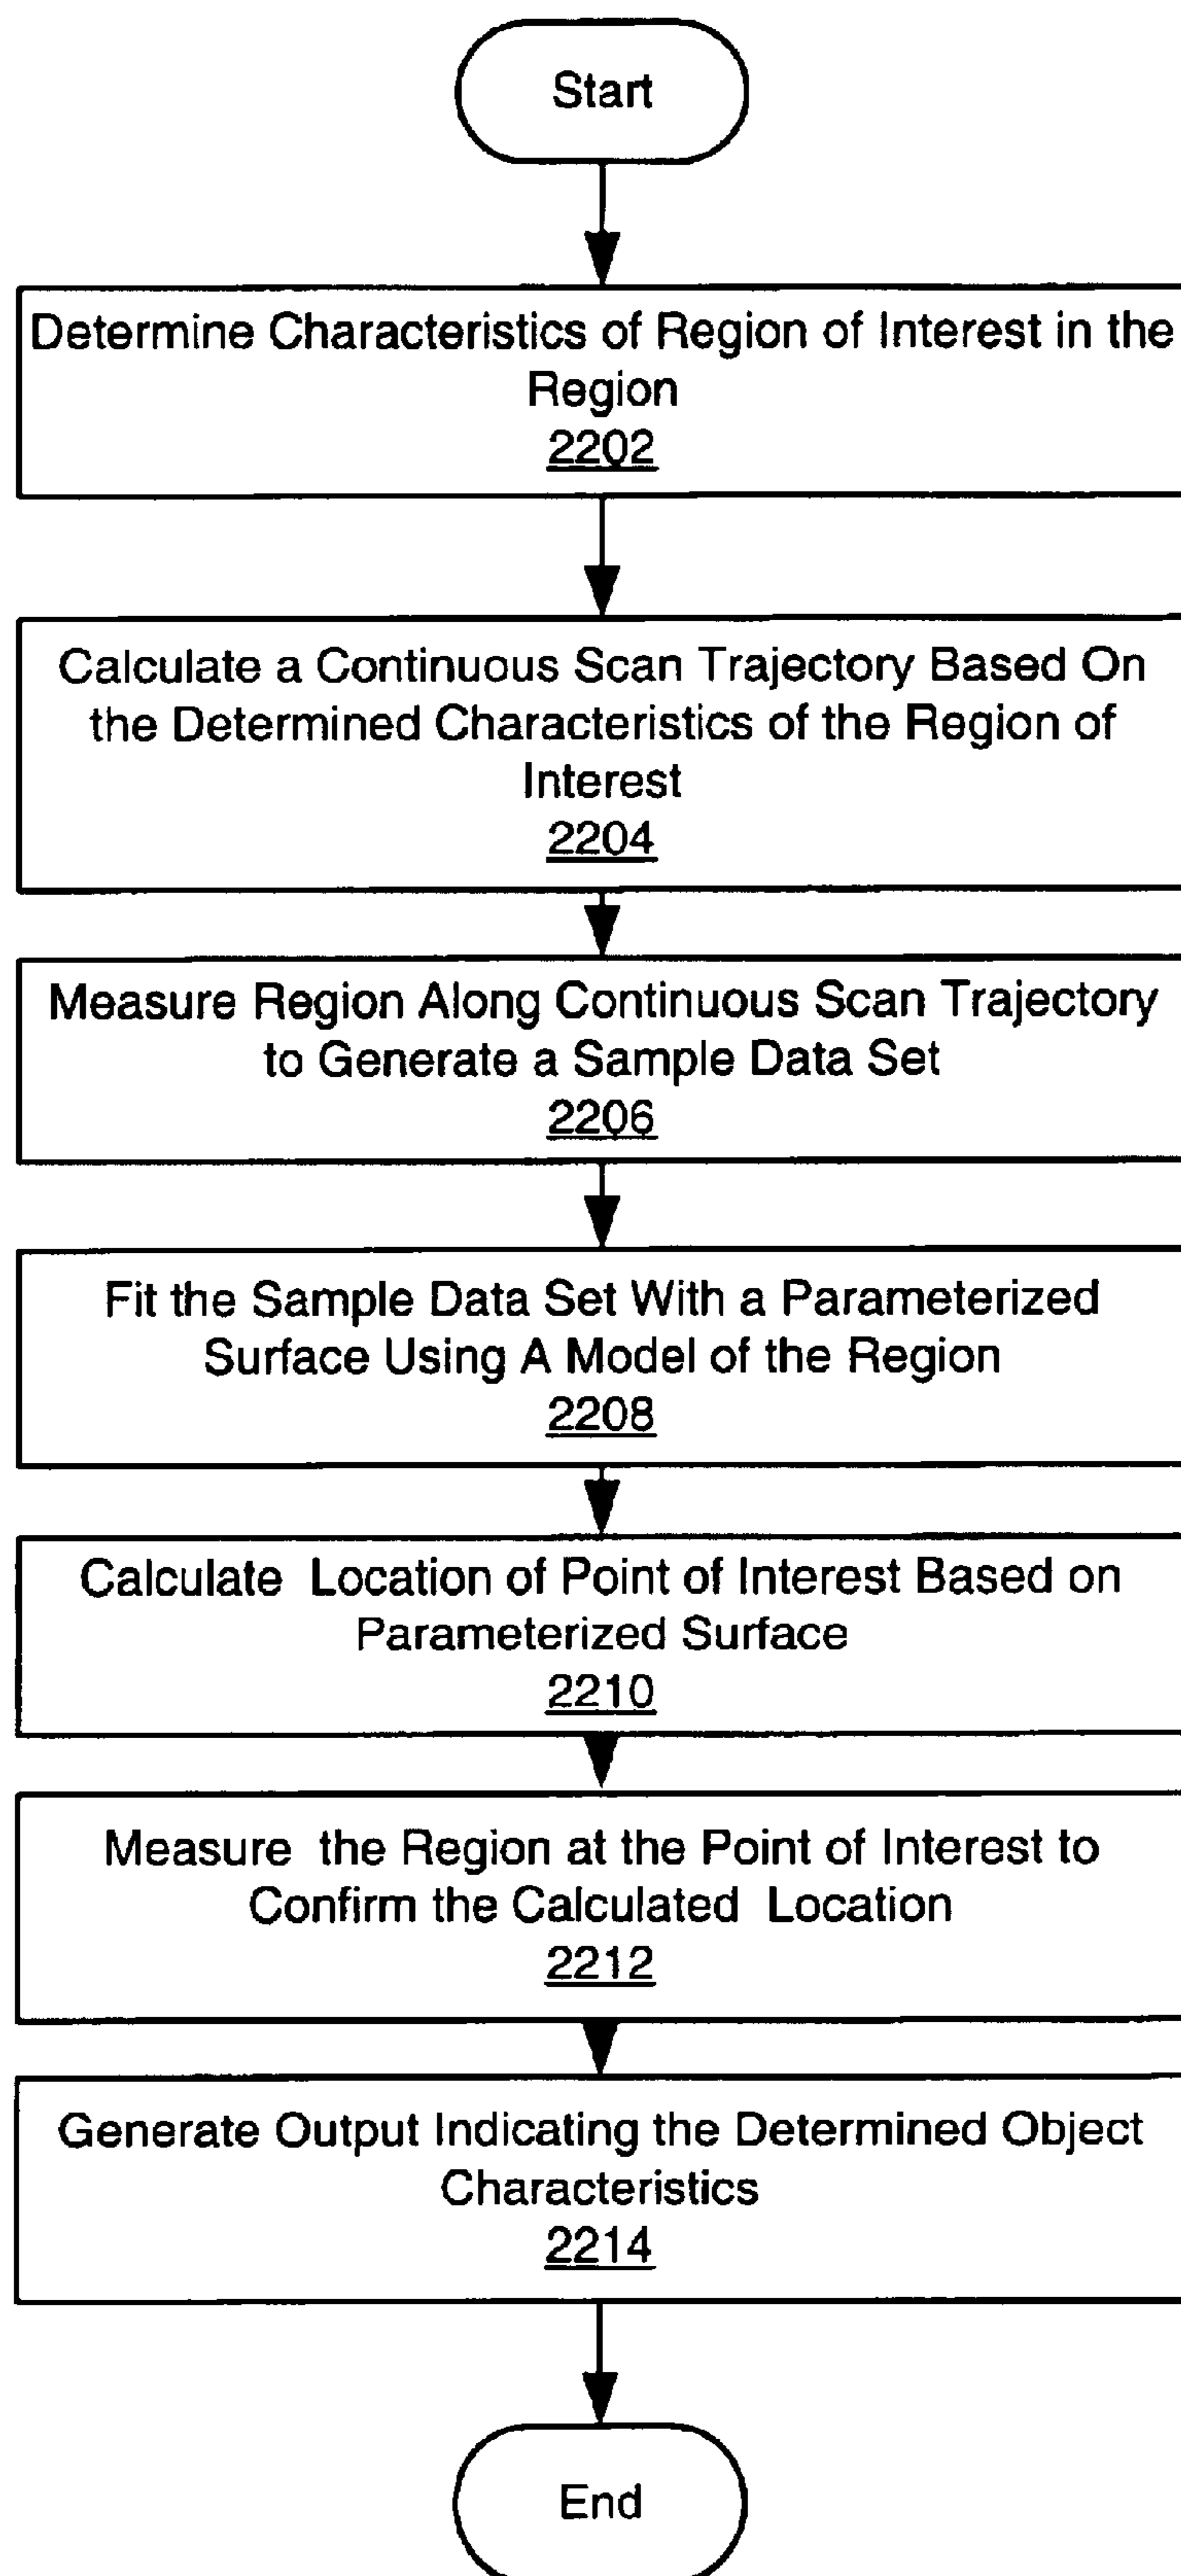 Start
Determine Characteristics of Region of Interest in the
Region
2202
Calculate a Continuous Scan Trajectory Based On
the Determined Characteristics of the Region of
Interest
2204
Measure Region Along Continuous Scan Trajectory
to Generate a Sample Data Set
2206
Fit the Sample Data Set With a Parameterized
Surface Using A Model of the Region
2208
Calculate Location of Point of Interest Based on
Parameterized Surface
2210
Measure the Region at the Point of Interest to
Confirm the Calculated Location
2212
Generate Output Indicating the Determined Object
Characteristics
2214
End